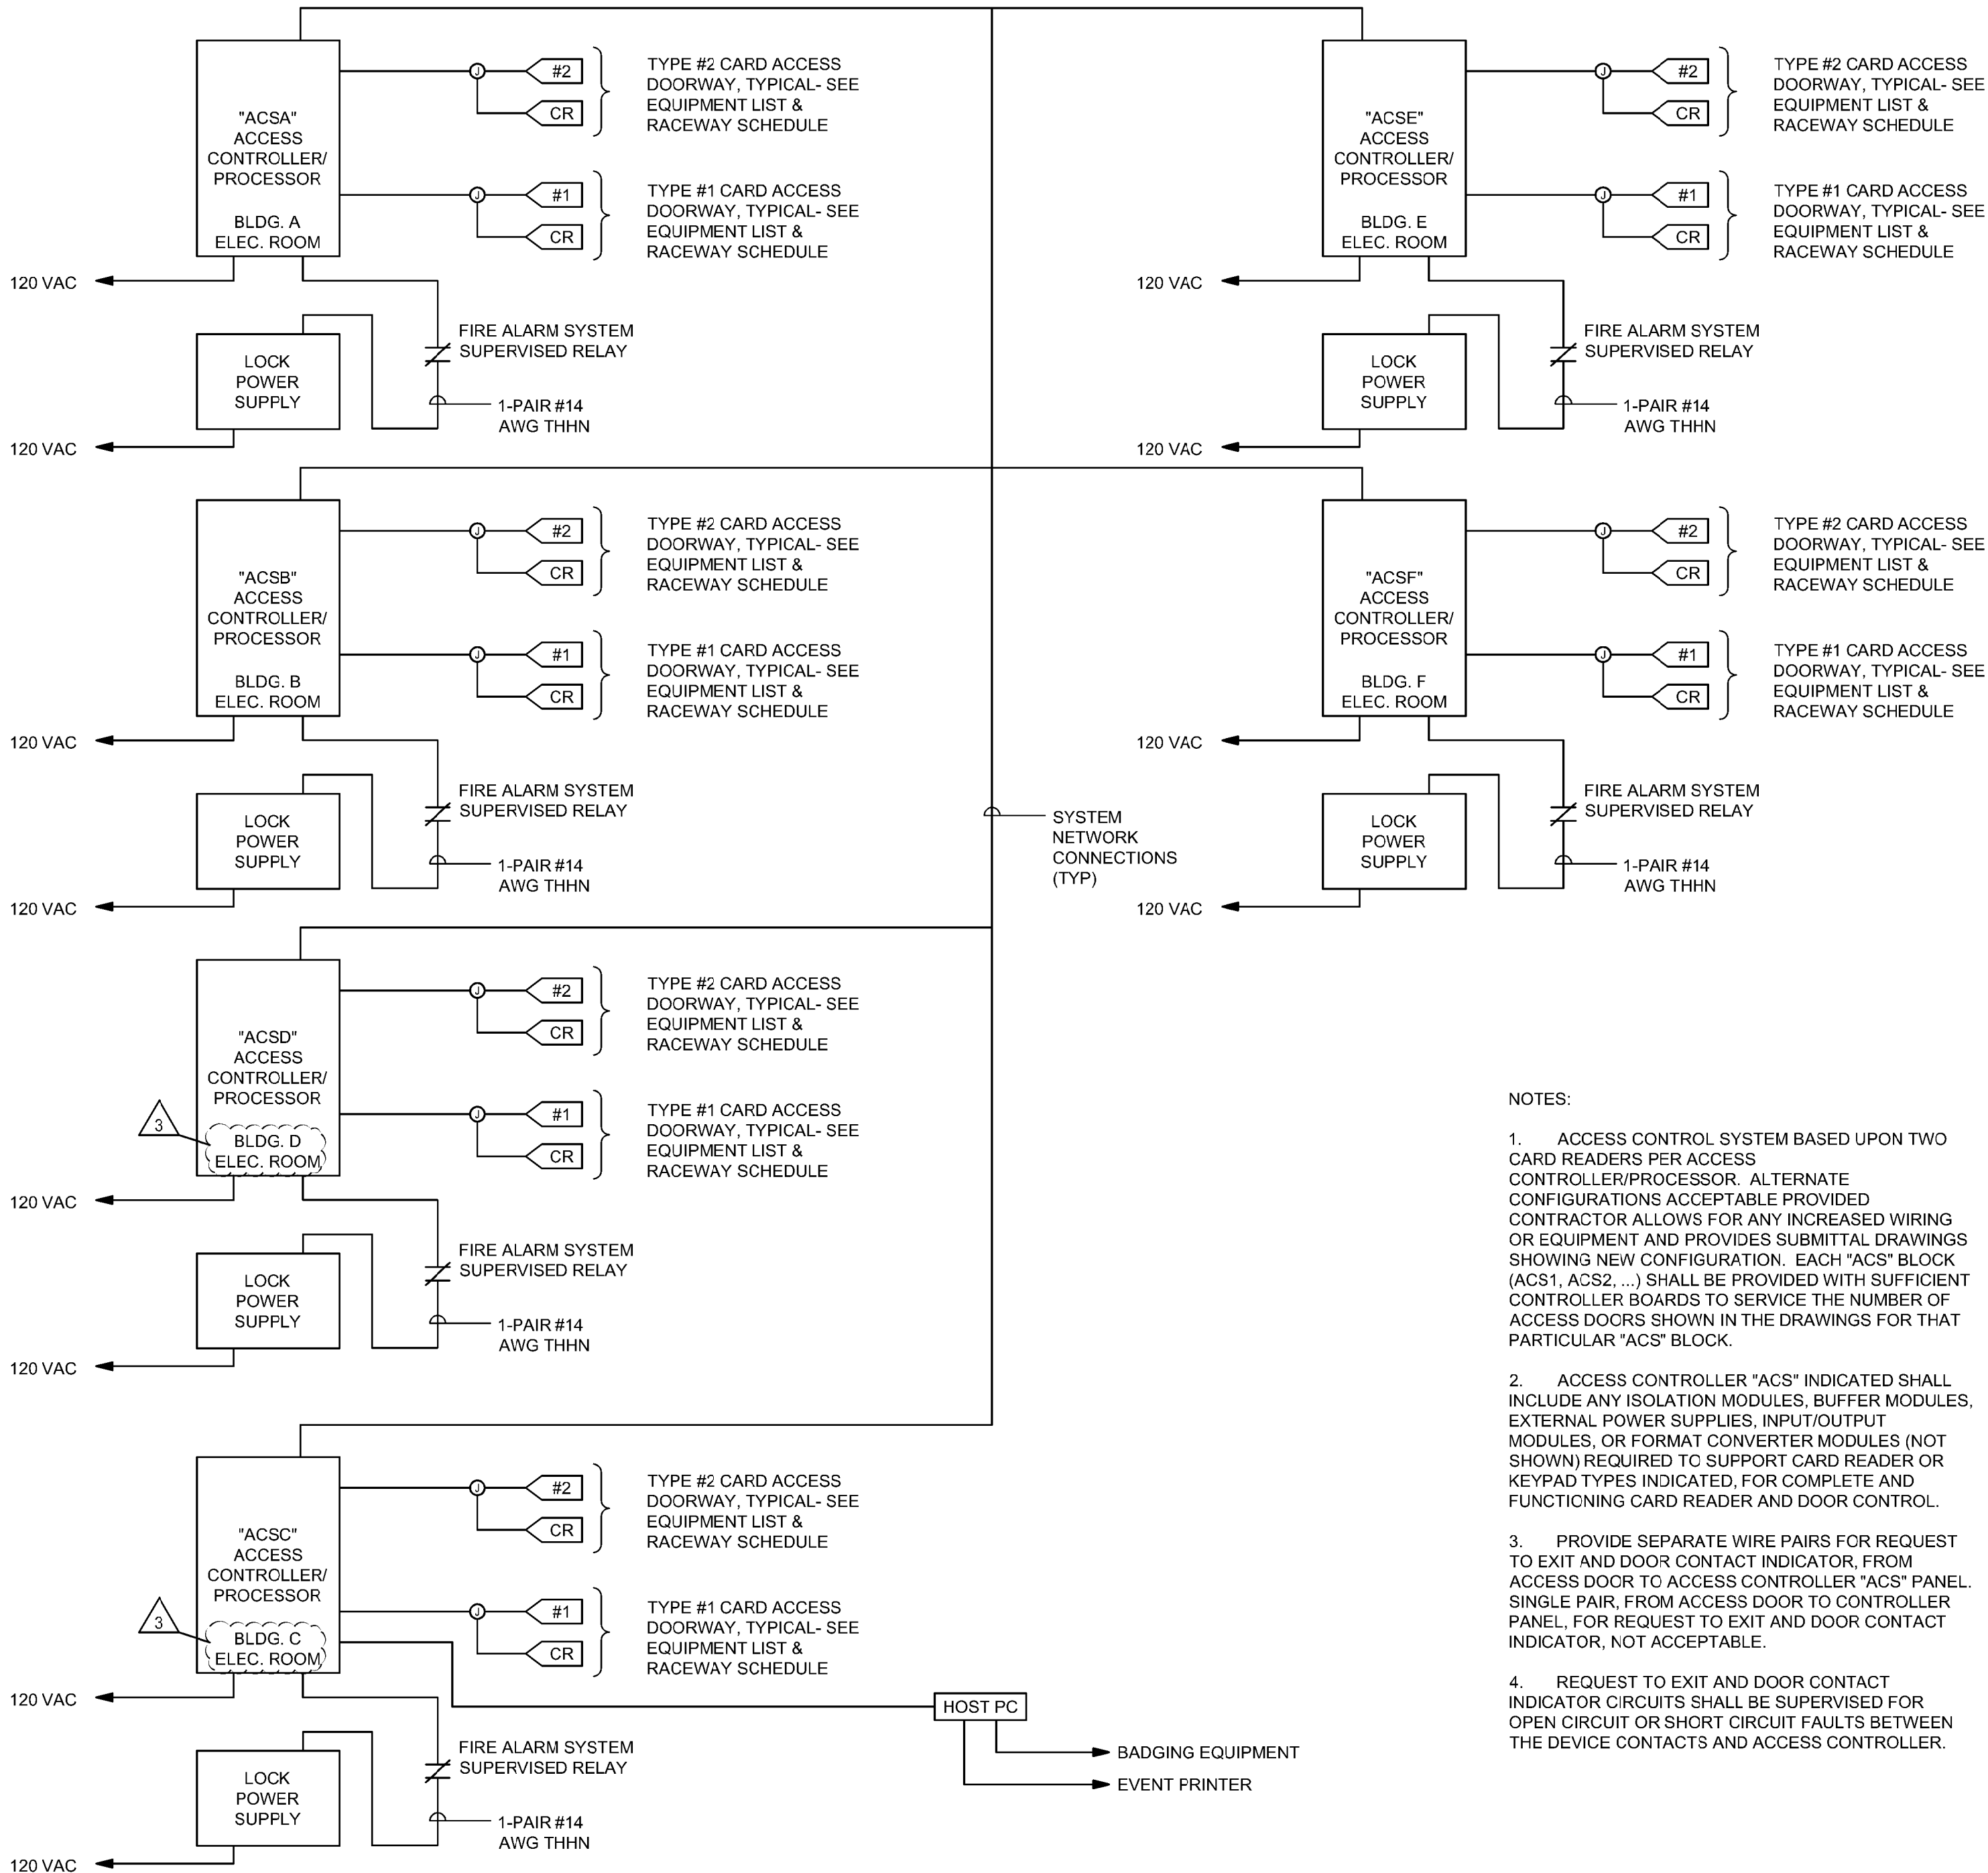 "ACSA"
ACCESS
CONTROLLER/
PROCESSOR
BLDG. A
ELEC. ROOM
J
#2
CR
TYPE #2 CARD ACCESS
DOORWAY, TYPICAL- SEE
EQUIPMENT LIST &
RACEWAY SCHEDULE
J
#1
CR
TYPE #1 CARD ACCESS
DOORWAY, TYPICAL- SEE
EQUIPMENT LIST &
RACEWAY SCHEDULE
120 VAC
FIRE ALARM SYSTEM
SUPERVISED RELAY
LOCK
POWER
SUPPLY
1-PAIR #14
AWG THHN
120 VAC
"ACSE"
ACCESS
CONTROLLER/
PROCESSOR
BLDG. E
ELEC. ROOM
J
#2
CR
TYPE #2 CARD ACCESS
DOORWAY, TYPICAL- SEE
EQUIPMENT LIST &
RACEWAY SCHEDULE
J
#1
CR
TYPE #1 CARD ACCESS
DOORWAY, TYPICAL- SEE
EQUIPMENT LIST &
RACEWAY SCHEDULE
120 VAC
FIRE ALARM SYSTEM
SUPERVISED RELAY
LOCK
POWER
SUPPLY
1-PAIR #14
AWG THHN
120 VAC
"ACSB"
ACCESS
CONTROLLER/
PROCESSOR
BLDG. B
ELEC. ROOM
J
#2
CR
TYPE #2 CARD ACCESS
DOORWAY, TYPICAL- SEE
EQUIPMENT LIST &
RACEWAY SCHEDULE
J
#1
CR
TYPE #1 CARD ACCESS
DOORWAY, TYPICAL- SEE
EQUIPMENT LIST &
RACEWAY SCHEDULE
120 VAC
FIRE ALARM SYSTEM
SUPERVISED RELAY
LOCK
POWER
SUPPLY
1-PAIR #14
AWG THHN
120 VAC
SYSTEM
NETWORK
CONNECTIONS
(TYP)
"ACSF"
ACCESS
CONTROLLER/
PROCESSOR
BLDG. F
ELEC. ROOM
J
#2
CR
TYPE #2 CARD ACCESS
DOORWAY, TYPICAL- SEE
EQUIPMENT LIST &
RACEWAY SCHEDULE
J
#1
CR
TYPE #1 CARD ACCESS
DOORWAY, TYPICAL- SEE
EQUIPMENT LIST &
RACEWAY SCHEDULE
120 VAC
FIRE ALARM SYSTEM
SUPERVISED RELAY
LOCK
POWER
SUPPLY
1-PAIR #14
AWG THHN
120 VAC
"ACSD"
ACCESS
CONTROLLER/
PROCESSOR
3
BLDG. D
ELEC. ROOM
J
#2
CR
TYPE #2 CARD ACCESS
DOORWAY, TYPICAL- SEE
EQUIPMENT LIST &
RACEWAY SCHEDULE
J
#1
CR
TYPE #1 CARD ACCESS
DOORWAY, TYPICAL- SEE
EQUIPMENT LIST &
RACEWAY SCHEDULE
120 VAC
FIRE ALARM SYSTEM
SUPERVISED RELAY
LOCK
POWER
SUPPLY
1-PAIR #14
AWG THHN
120 VAC
"ACSC"
ACCESS
CONTROLLER/
PROCESSOR
3
BLDG. C
ELEC. ROOM
J
#2
CR
TYPE #2 CARD ACCESS
DOORWAY, TYPICAL- SEE
EQUIPMENT LIST &
RACEWAY SCHEDULE
J
#1
CR
TYPE #1 CARD ACCESS
DOORWAY, TYPICAL- SEE
EQUIPMENT LIST &
RACEWAY SCHEDULE
120 VAC
FIRE ALARM SYSTEM
SUPERVISED RELAY
LOCK
POWER
SUPPLY
1-PAIR #14
AWG THHN
120 VAC
HOST PC
BADGING EQUIPMENT
EVENT PRINTER
NOTES:
1. ACCESS CONTROL SYSTEM BASED UPON TWO
CARD READERS PER ACCESS
CONTROLLER/PROCESSOR. ALTERNATE
CONFIGURATIONS ACCEPTABLE PROVIDED
CONTRACTOR ALLOWS FOR ANY INCREASED WIRING
OR EQUIPMENT AND PROVIDES SUBMITTAL DRAWINGS
SHOWING NEW CONFIGURATION. EACH "ACS" BLOCK
(ACS1, ACS2, ...) SHALL BE PROVIDED WITH SUFFICIENT
CONTROLLER BOARDS TO SERVICE THE NUMBER OF
ACCESS DOORS SHOWN IN THE DRAWINGS FOR THAT
PARTICULAR "ACS" BLOCK.
2. ACCESS CONTROLLER "ACS" INDICATED SHALL
INCLUDE ANY ISOLATION MODULES, BUFFER MODULES,
EXTERNAL POWER SUPPLIES, INPUT/OUTPUT
MODULES, OR FORMAT CONVERTER MODULES (NOT
SHOWN) REQUIRED TO SUPPORT CARD READER OR
KEYPAD TYPES INDICATED, FOR COMPLETE AND
FUNCTIONING CARD READER AND DOOR CONTROL.
3. PROVIDE SEPARATE WIRE PAIRS FOR REQUEST
TO EXIT AND DOOR CONTACT INDICATOR, FROM
ACCESS DOOR TO ACCESS CONTROLLER "ACS" PANEL.
SINGLE PAIR, FROM ACCESS DOOR TO CONTROLLER
PANEL, FOR REQUEST TO EXIT AND DOOR CONTACT
INDICATOR, NOT ACCEPTABLE.
4. REQUEST TO EXIT AND DOOR CONTACT
INDICATOR CIRCUITS SHALL BE SUPERVISED FOR
OPEN CIRCUIT OR SHORT CIRCUIT FAULTS BETWEEN
THE DEVICE CONTACTS AND ACCESS CONTROLLER.